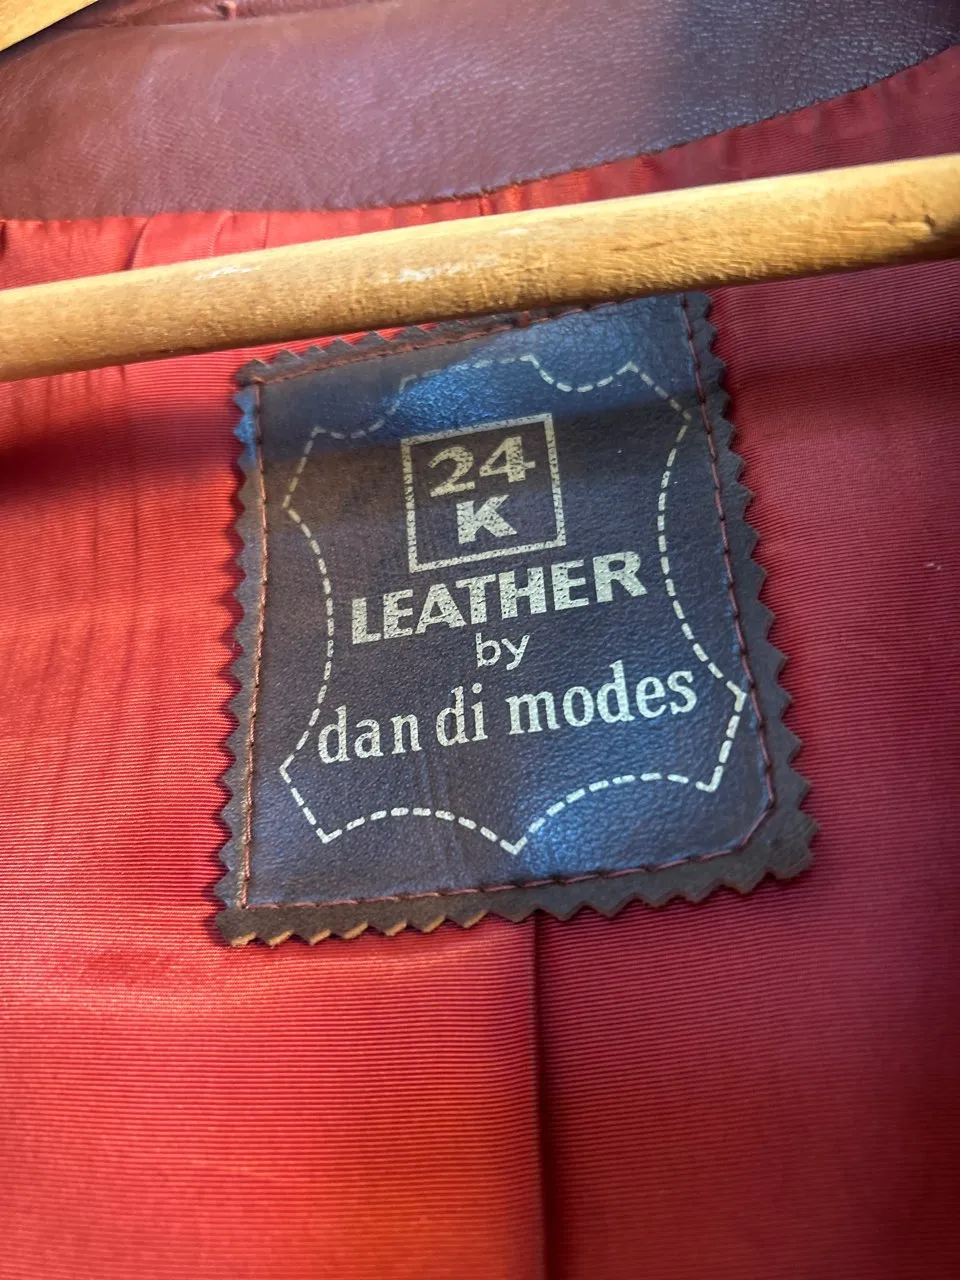 24
K
LEATHER
by
dan di modes